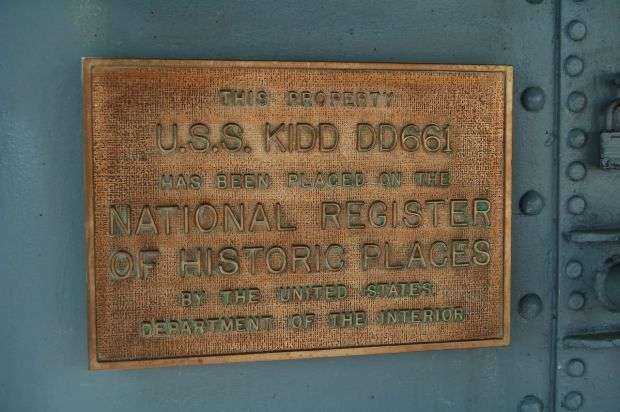 THIS PROPERTY
U.S.S. KIDD DD661
HAS BEEN PLACED ON THE
NATIONAL REGISTER
OF HISTORIC PLACES
BY THE UNITED STATES
DEPARTMENT OF THE INTERIOR